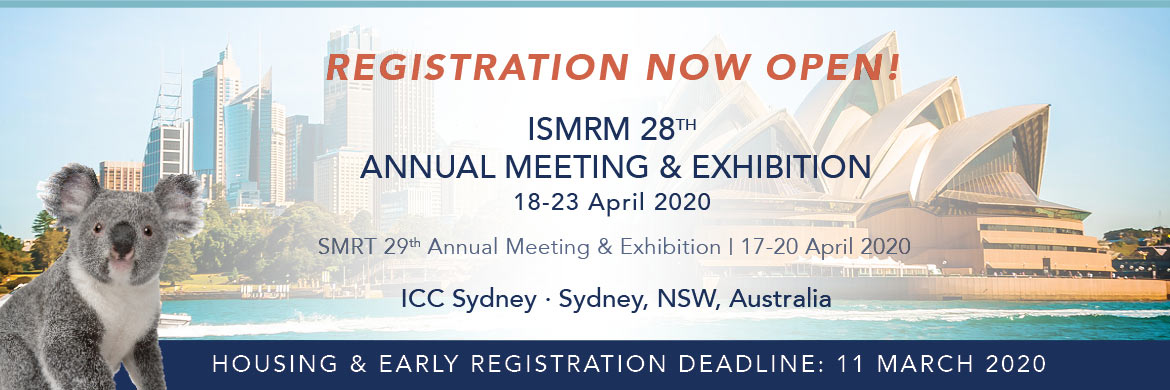 REGISTRATION NOW OPEN!
ISMRM 28TH
ANNUAL MEETING & EXHIBITION
18-23 April 2020
SMRT 29th Annual Meeting & Exhibition | 17-20 April 2020
ICC Sydney · Sydney, NSW, Australia
HOUSING & EARLY REGISTRATION DEADLINE: 11 MARCH 2020